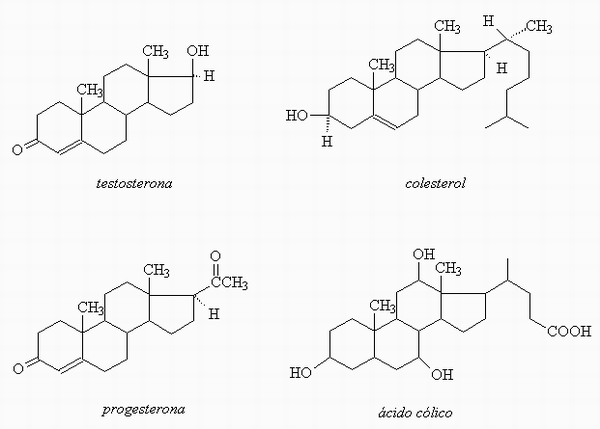 OH
CH3
H
CH3
O
testosterona
H
CH3
CH3
H
CH3
HO
H
colesterol
O
CH3
CH3
H
CH3
O
progesterona
OH
CH3
CH3
COOH
HO
OH
ácido cólico